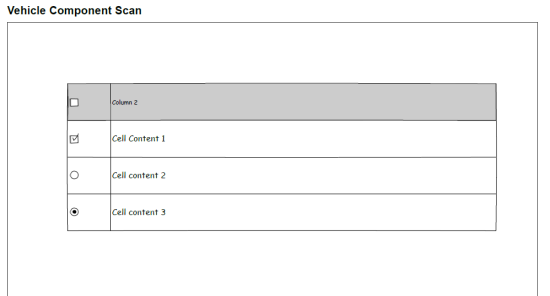 Vehicle Component Scan
Column 2
Cell Content 1
Cell content 2
Cell content 3